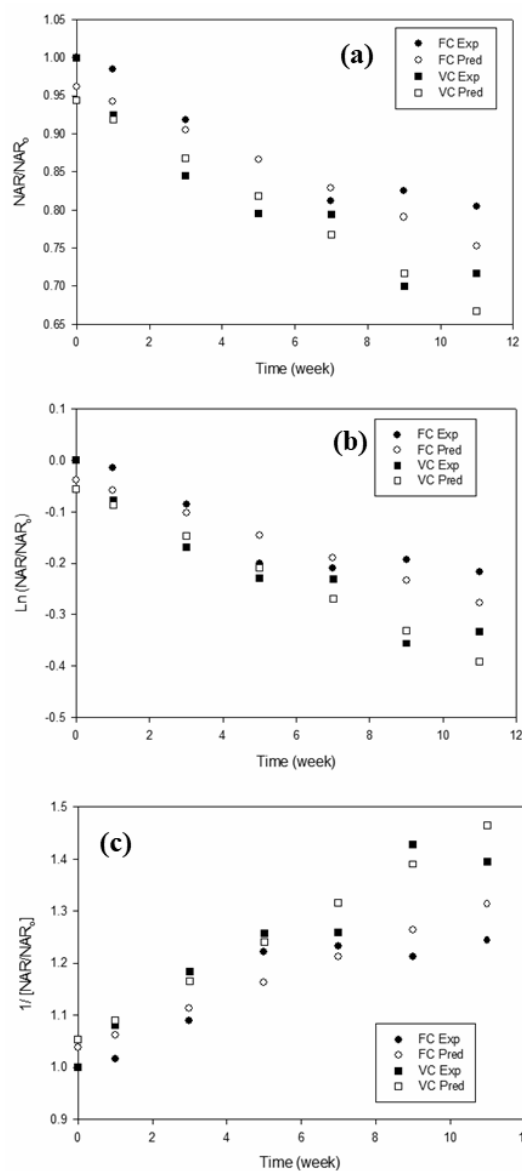 1.05
1.00
0.95
0.90
0.85
0.80
0.75
0.70
0.65
NAR/NARo
(a)
FC Exp
FC Pred
VC Exp
VC Pred
0 2 4 6 8 10 12
Time (week)
0.1
0.0
-0.1
-0.2
-0.3
-0.4
-0.5
Ln (NAR/NARo)
(b)
FC Exp
FC Pred
VC Exp
VC Pred
0 2 4 6 8 10 12
Time (week)
1.5
1.4
1.3
1.2
1.1
1.0
0.9
1/ [NAR/NARo]
(c)
FC Exp
FC Pred
VC Exp
VC Pred
0 2 4 6 8 10
Time (week)